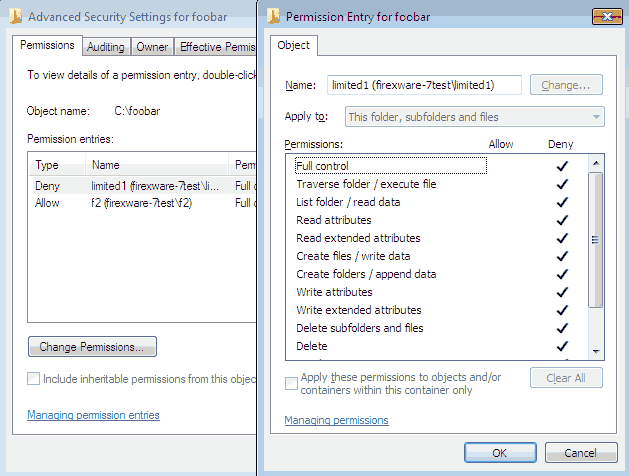 Advanced Security Settings for foobar
Permissions Auditing Owner Effective Permis
To view details of a permission entry, double-click
Object name: C:\foobar
Permission entries:
Type Name Perm
Deny limited1 (firexware-7test\li... Full c
Allow f2 (firexware-7test\f2) Full c
Change Permissions...
Include inheritable permissions from this objec
Managing permission entries
Permission Entry for foobar
Object
Name: limited1 (firexware-7test\limited1) Change...
Apply to: This folder, subfolders and files
Permissions: Allow Deny
Full control
Traverse folder / execute file
List folder / read data
Read attributes
Read extended attributes
Create files / write data
Create folders / append data
Write attributes
Write extended attributes
Delete subfolders and files
Delete
Apply these permissions to objects and/or
containers within this container only
Clear All
Managing permissions
OK Cancel